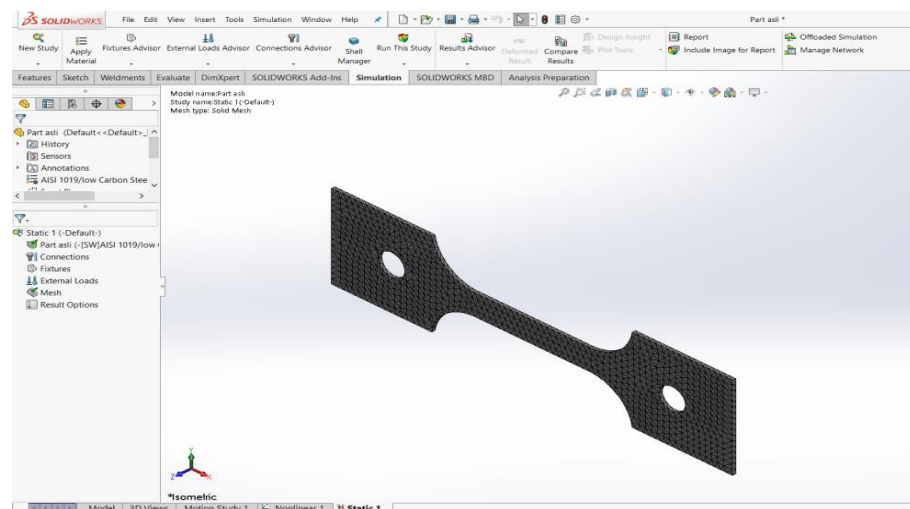 SOLIDWORKS File Edit View Insert Tools Simulation Window Help
Part asli *
New Study
Apply Material
Fixtures Advisor
External Loads Advisor
Connections Advisor
Shell Manager
Run This Study
Results Advisor
Deformed Result
Compare Results
Design Insight
Plot Tools
Report
Include Image for Report
Offloaded Simulation
Manage Network
Features Sketch Weldments Evaluate DimXpert SOLIDWORKS Add-Ins Simulation SOLIDWORKS MBD Analysis Preparation
Model name:Part asli
Study name:Static 1(-Default-)
Mesh type: Solid Mesh
Part asli (Default<<Default>_
History
Sensors
Annotations
AISI 1019/low Carbon Stee
Static 1 (-Default-)
Part asli (-[SW]AISI 1019/low
Connections
Fixtures
External Loads
Mesh
Result Options
Y
Z
X
*Isometric
Model 3D Views Motion Study 1 Nonlinear 1 Static 1